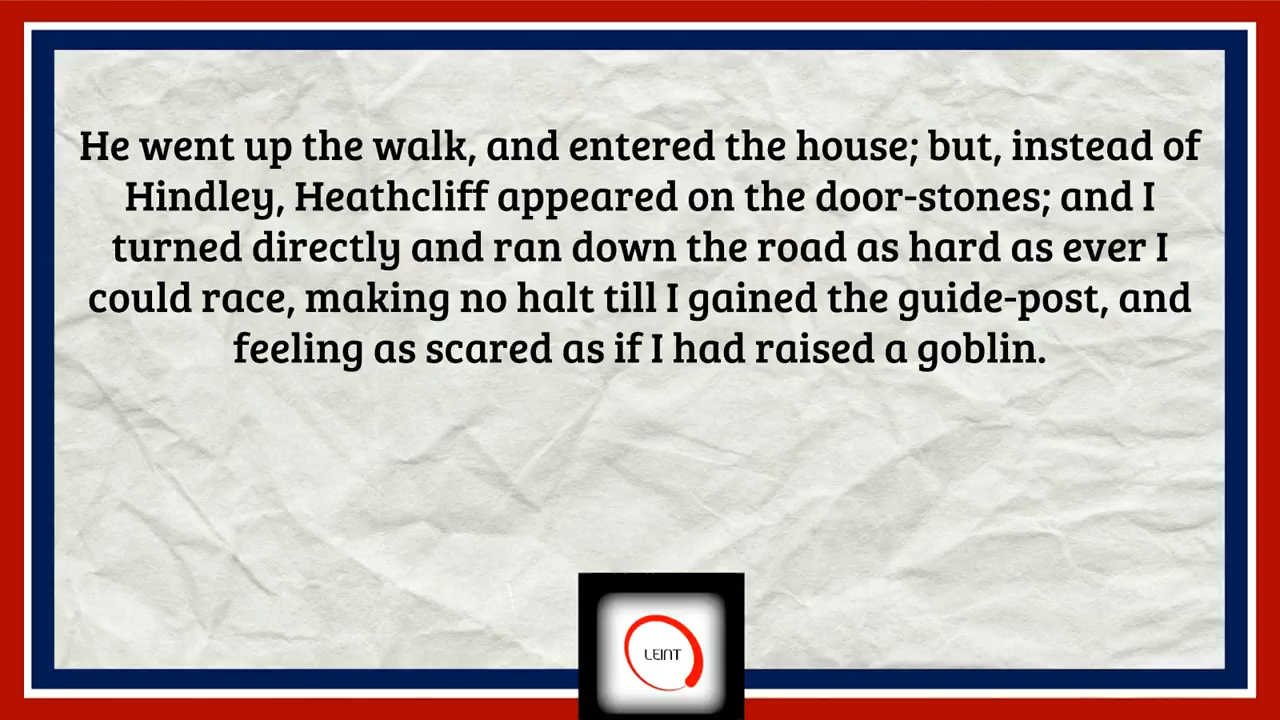 He went up the walk, and entered the house; but, instead of
Hindley, Heathcliff appeared on the door-stones; and I
turned directly and ran down the road as hard as ever I
could race, making no halt till I gained the guide-post, and
feeling as scared as if I had raised a goblin.
LEINT